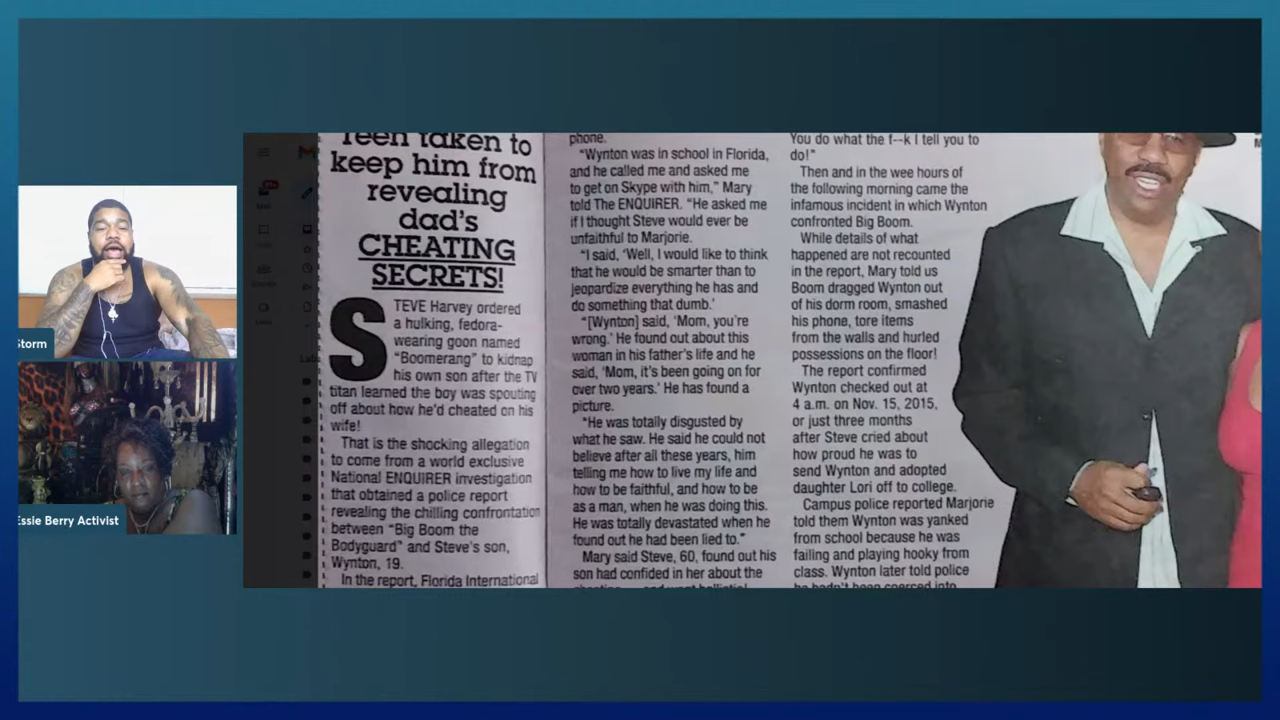 Storm
Essie Berry Activist
Teen taken to
keep him from
revealing
dad's
CHEATING
SECRETS!
STEVE Harvey ordered
a hulking, fedora-
wearing goon named
"Boomerang" to kidnap
his own son after the TV
titan learned the boy was spouting
off about how he'd cheated on his
wife!
That is the shocking allegation
to come from a world exclusive
National ENQUIRER investigation
that obtained a police report
revealing the chilling confrontation
between "Big Boom the
Bodyguard" and Steve's son,
Wynton, 19.
In the report, Florida International
phone.
"Wynton was in school in Florida,
and he called me and asked me
to get on Skype with him," Mary
told The ENQUIRER. "He asked me
if I thought Steve would ever be
unfaithful to Marjorie.
"I said, 'Well, I would like to think
that he would be smarter than to
jeopardize everything he has and
do something that dumb.'
"[Wynton] said, 'Mom, you're
wrong.' He found out about this
woman in his father's life and he
said, 'Mom, it's been going on for
over two years.' He has found a
picture.
"He was totally disgusted by
what he saw. He said he could not
believe after all these years, him
telling me how to live my life and
how to be faithful, and how to be
as a man, when he was doing this.
He was totally devastated when he
found out he had been lied to."
Mary said Steve, 60, found out his
son had confided in her about the
You do what the f--k I tell you to
do!"
Then and in the wee hours of
the following morning came the
infamous incident in which Wynton
confronted Big Boom.
While details of what
happened are not recounted
in the report, Mary told us
Boom dragged Wynton out
of his dorm room, smashed
his phone, tore items
from the walls and hurled
possessions on the floor!
The report confirmed
Wynton checked out at
4 a.m. on Nov. 15, 2015,
or just three months
after Steve cried about
how proud he was to
send Wynton and adopted
daughter Lori off to college.
Campus police reported Marjorie
told them Wynton was yanked
from school because he was
failing and playing hooky from
class. Wynton later told police
he hadn't been coerced into